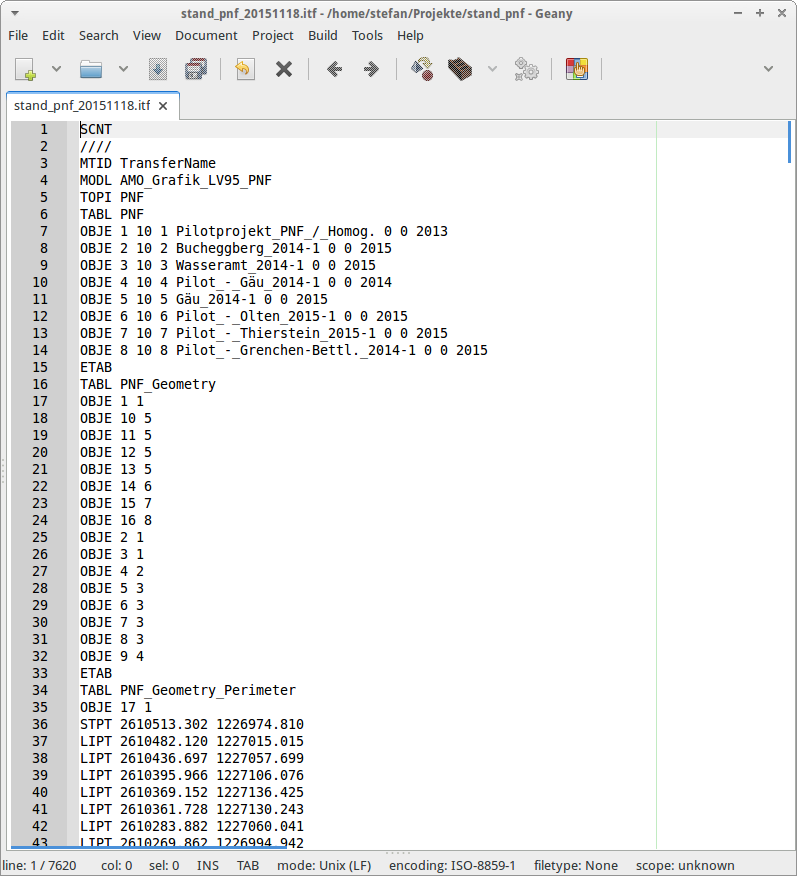 stand_pnf_20151118.itf - /home/stefan/Projekte/stand_pnf - Geany
File Edit Search View Document Project Build Tools Help
stand_pnf_20151118.itf
1 SCNT
2 ////
3 MTID TransferName
4 MODL AMO_Grafik_LV95_PNF
5 TOPI PNF
6 TABL PNF
7 OBJE 1 10 1 Pilotprojekt_PNF_/_Homog. 0 0 2013
8 OBJE 2 10 2 Bucheggberg_2014-1 0 0 2015
9 OBJE 3 10 3 Wasseramt_2014-1 0 0 2015
10 OBJE 4 10 4 Pilot_-_Gäu_2014-1 0 0 2014
11 OBJE 5 10 5 Gäu_2014-1 0 0 2015
12 OBJE 6 10 6 Pilot_-_Olten_2015-1 0 0 2015
13 OBJE 7 10 7 Pilot_-_Thierstein_2015-1 0 0 2015
14 OBJE 8 10 8 Pilot_-_Grenchen-Bettl._2014-1 0 0 2015
15 ETAB
16 TABL PNF_Geometry
17 OBJE 1 1
18 OBJE 10 5
19 OBJE 11 5
20 OBJE 12 5
21 OBJE 13 5
22 OBJE 14 6
23 OBJE 15 7
24 OBJE 16 8
25 OBJE 2 1
26 OBJE 3 1
27 OBJE 4 2
28 OBJE 5 3
29 OBJE 6 3
30 OBJE 7 3
31 OBJE 8 3
32 OBJE 9 4
33 ETAB
34 TABL PNF_Geometry_Perimeter
35 OBJE 17 1
36 STPT 2610513.302 1226974.810
37 LIPT 2610482.120 1227015.015
38 LIPT 2610436.697 1227057.699
39 LIPT 2610395.966 1227106.076
40 LIPT 2610369.152 1227136.425
41 LIPT 2610361.728 1227130.243
42 LIPT 2610283.882 1227060.041
43 LIPT 2610269.862 1226994.942
line: 1 / 7620 col: 0 sel: 0 INS TAB mode: Unix (LF) encoding: ISO-8859-1 filetype: None scope: unknown